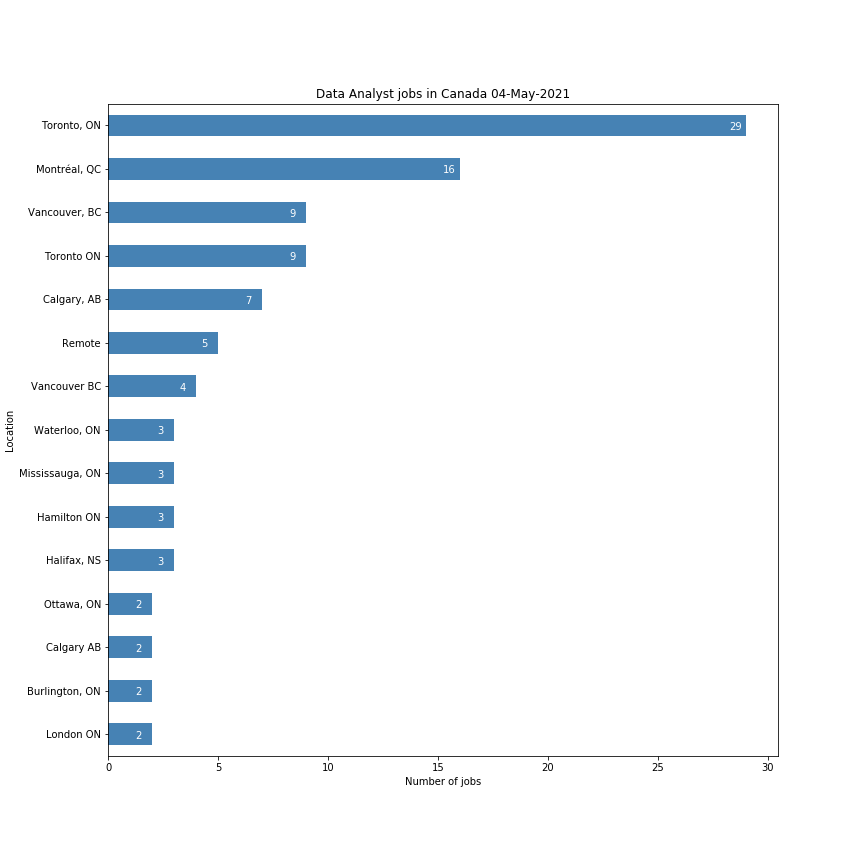 Data Analyst jobs in Canada 04-May-2021
Toronto, ON 29
Montréal, QC 16
Vancouver, BC 9
Toronto ON 9
Calgary, AB 7
Remote 5
Vancouver BC 4
Waterloo, ON 3
Mississauga, ON 3
Hamilton ON 3
Halifax, NS 3
Ottawa, ON 2
Calgary AB 2
Burlington, ON 2
London ON 2
Location
0 5 10 15 20 25 30
Number of jobs